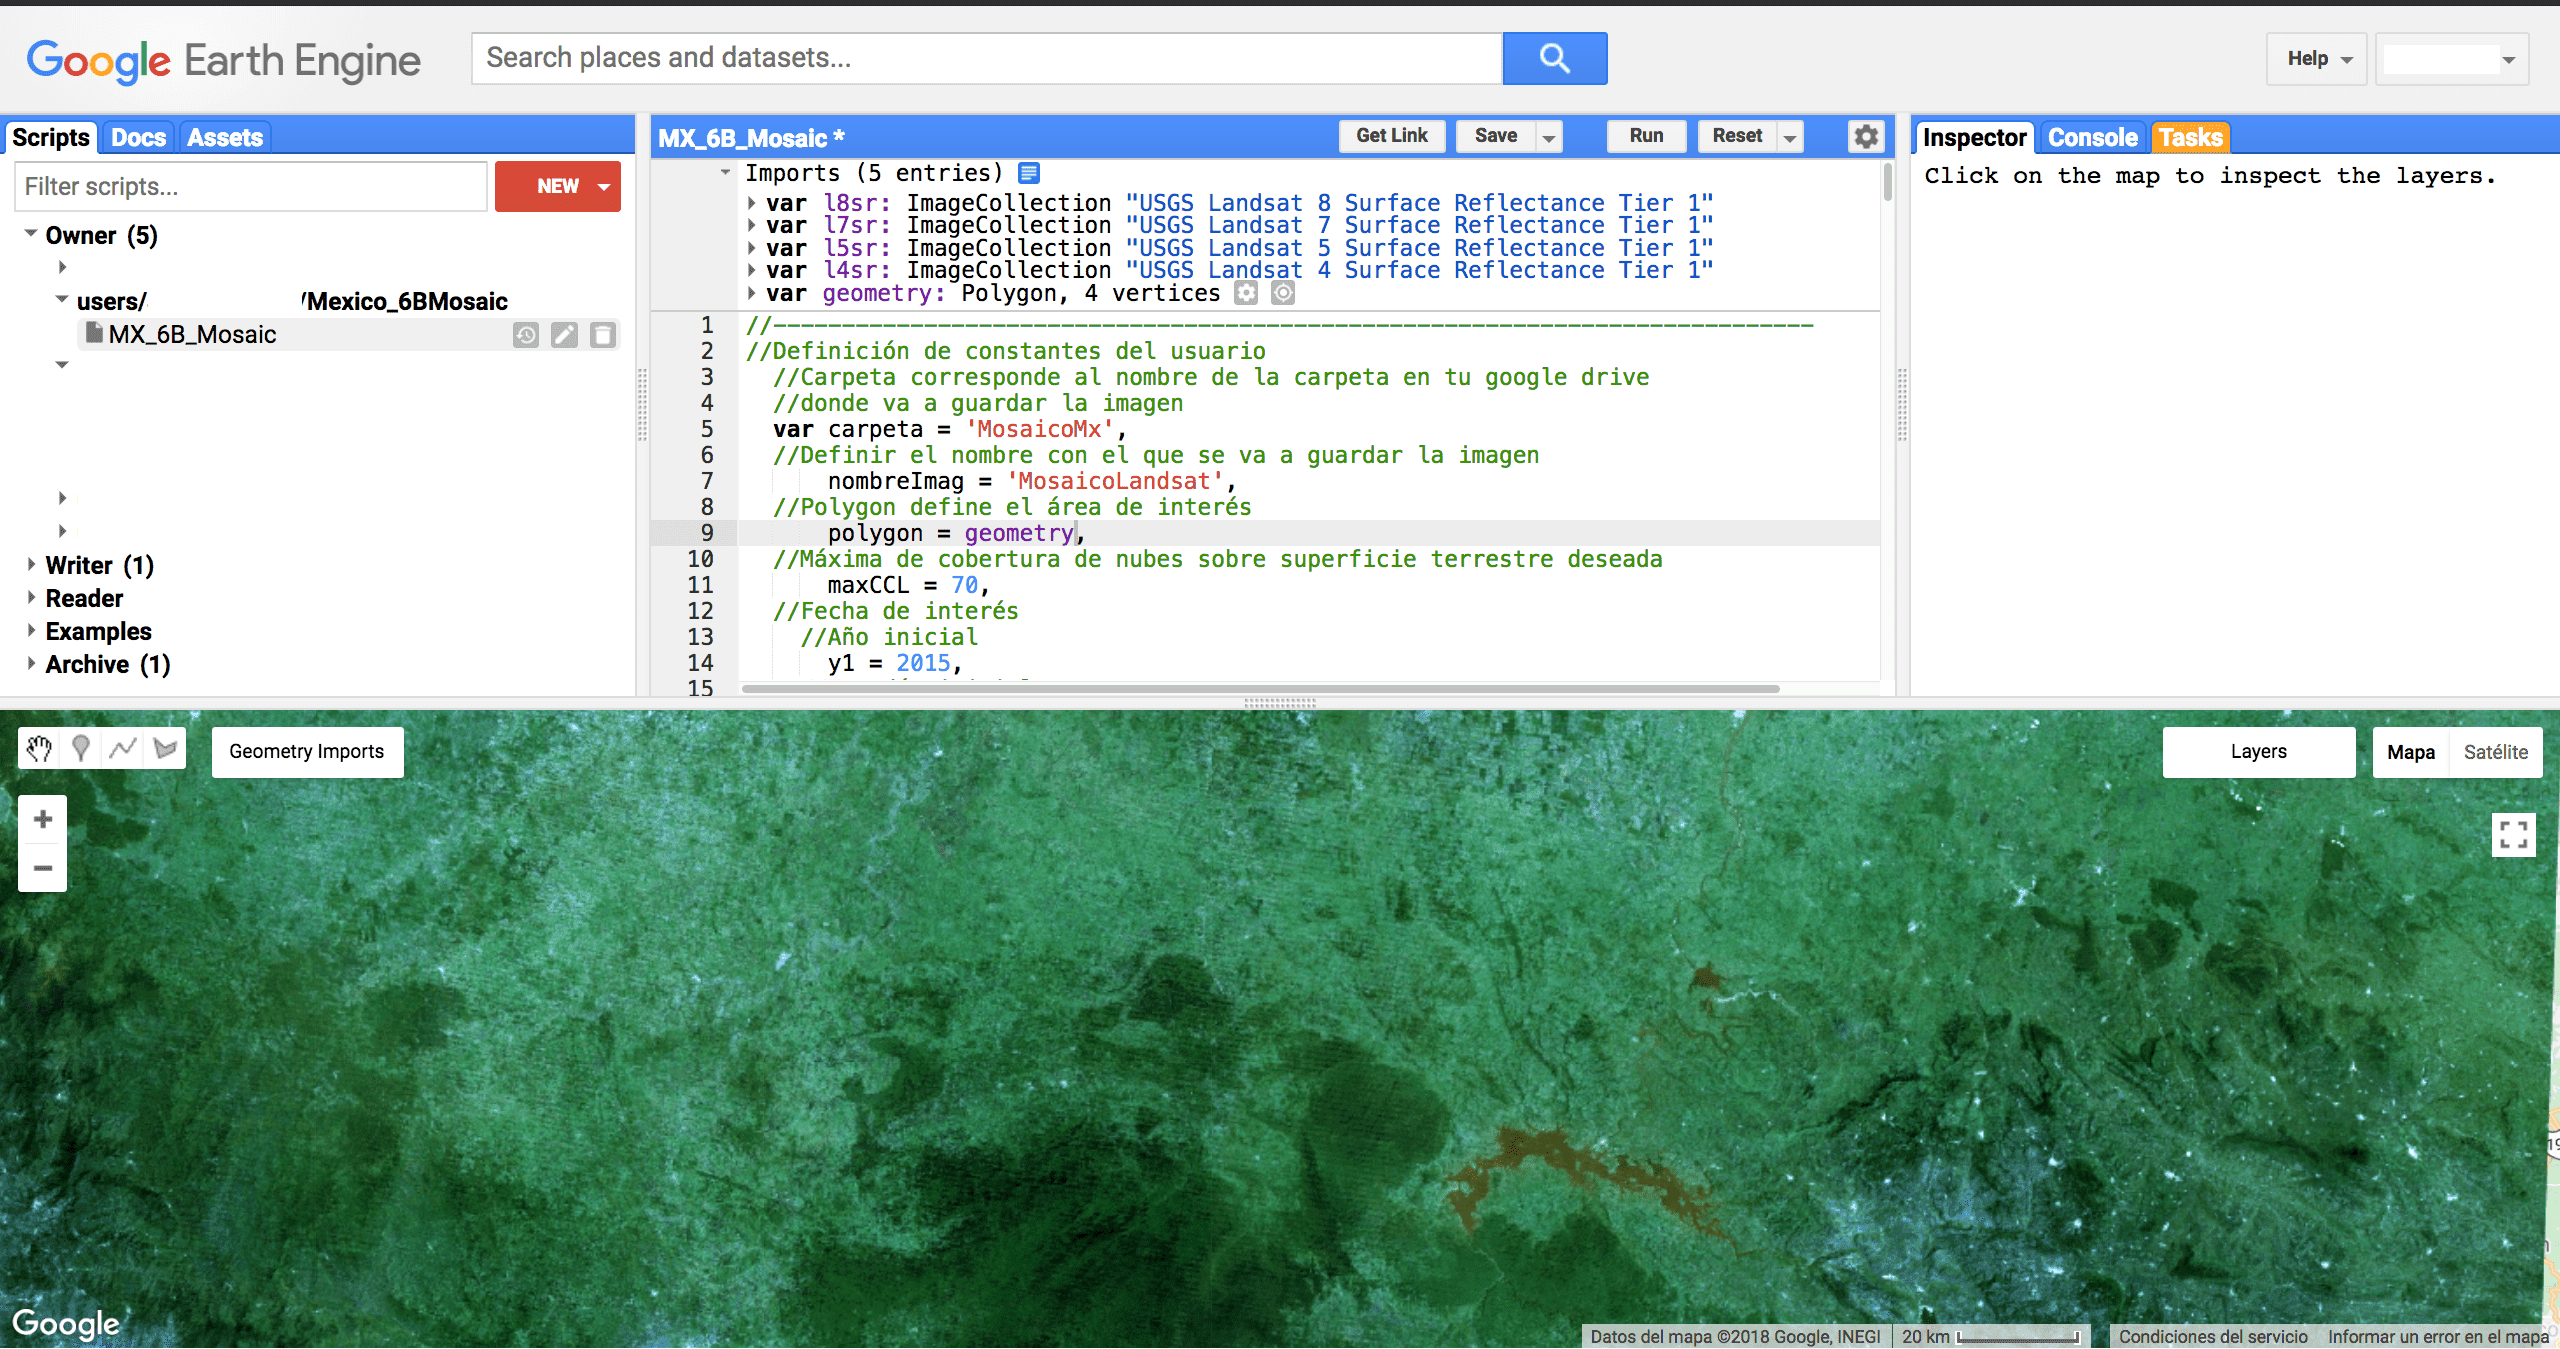 Google Earth Engine
Search places and datasets...
Help
Scripts Docs Assets
Filter scripts...
NEW
Owner (5)
users/ /Mexico_6BMosaic
MX_6B_Mosaic
Writer (1)
Reader
Examples
Archive (1)
MX_6B_Mosaic *
Get Link Save Run Reset
Imports (5 entries)
var l8sr: ImageCollection "USGS Landsat 8 Surface Reflectance Tier 1"
var l7sr: ImageCollection "USGS Landsat 7 Surface Reflectance Tier 1"
var l5sr: ImageCollection "USGS Landsat 5 Surface Reflectance Tier 1"
var l4sr: ImageCollection "USGS Landsat 4 Surface Reflectance Tier 1"
var geometry: Polygon, 4 vertices
1 //----------------------------------------------------------------------------
2 //Definición de constantes del usuario
3 //Carpeta corresponde al nombre de la carpeta en tu google drive
4 //donde va a guardar la imagen
5 var carpeta = 'MosaicoMx',
6 //Definir el nombre con el que se va a guardar la imagen
7 nombreImag = 'MosaicoLandsat',
8 //Polygon define el área de interés
9 polygon = geometry,
10 //Máxima de cobertura de nubes sobre superficie terrestre deseada
11 maxCCL = 70,
12 //Fecha de interés
13 //Año inicial
14 y1 = 2015,
15
Inspector Console Tasks
Click on the map to inspect the layers.
Geometry Imports
Layers
Mapa Satélite
+
−
Google
Datos del mapa ©2018 Google, INEGI 20 km Condiciones del servicio Informar un error en el mapa